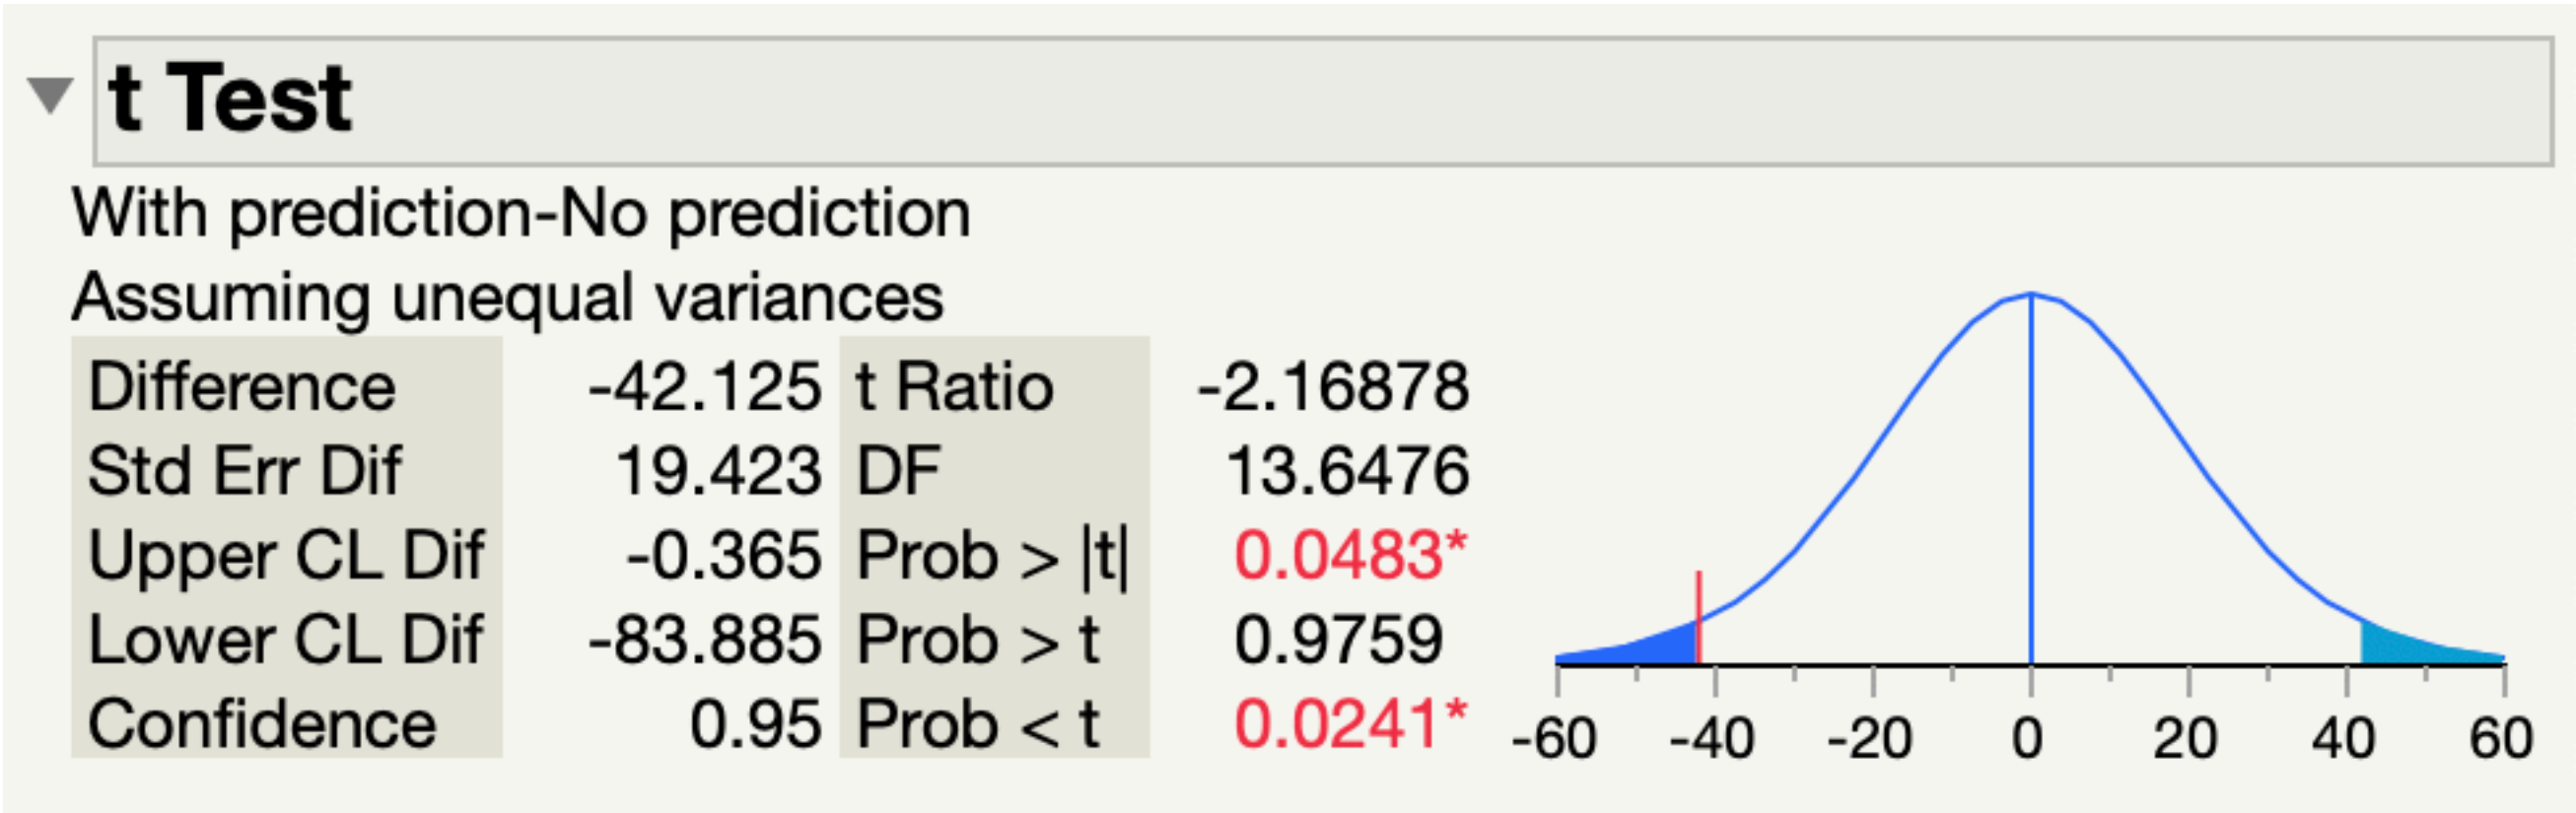 t Test
With prediction-No prediction
Assuming unequal variances
Difference -42.125 t Ratio -2.16878
Std Err Dif 19.423 DF 13.6476
Upper CL Dif -0.365 Prob > |t| 0.0483*
Lower CL Dif -83.885 Prob > t 0.9759
Confidence 0.95 Prob < t 0.0241*
-60 -40 -20 0 20 40 60